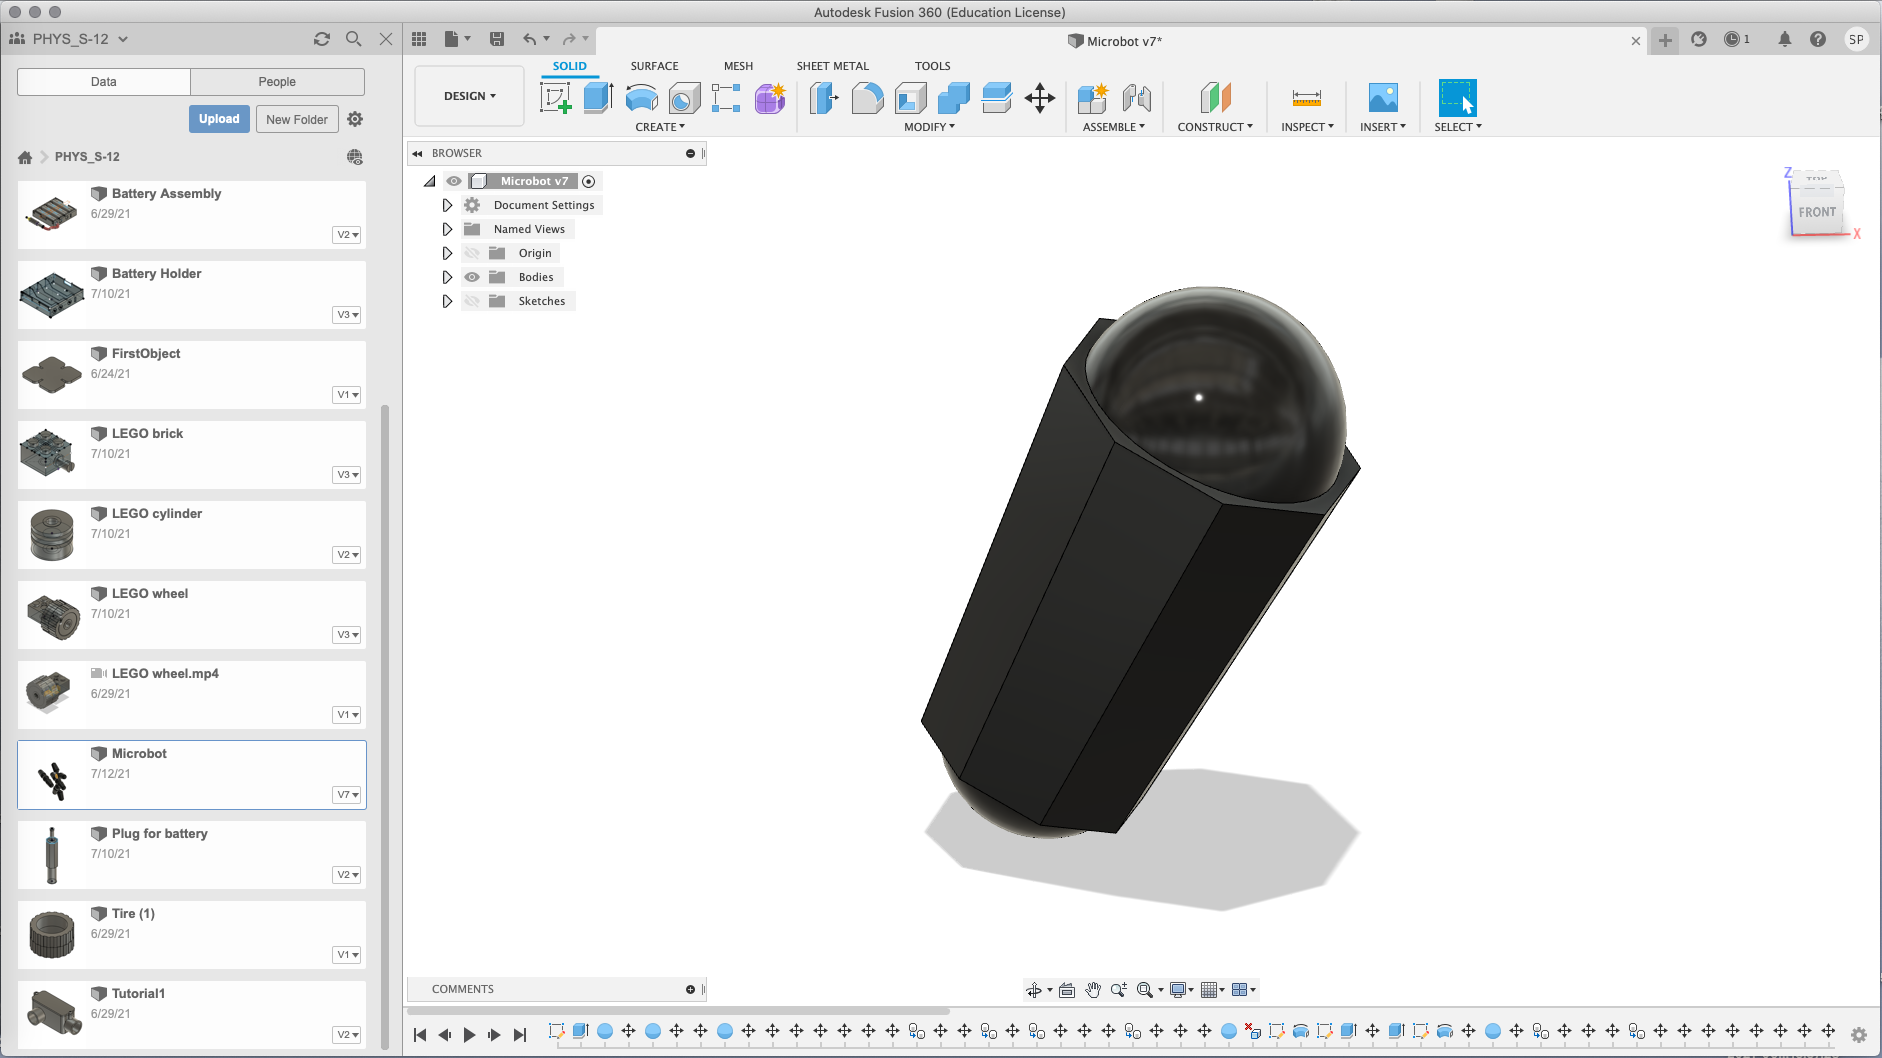 Autodesk Fusion 360 (Education License)
PHYS_S-12
Microbot v7*
1
SP
Data
People
Upload
New Folder
PHYS_S-12
Battery Assembly
6/29/21
V2
Battery Holder
7/10/21
V3
FirstObject
6/24/21
V1
LEGO brick
7/10/21
V3
LEGO cylinder
7/10/21
V2
LEGO wheel
7/10/21
V3
LEGO wheel.mp4
6/29/21
V1
Microbot
7/12/21
V7
Plug for battery
7/10/21
V2
Tire (1)
6/29/21
V1
Tutorial1
6/29/21
V2
SOLID
SURFACE
MESH
SHEET METAL
TOOLS
DESIGN
CREATE
MODIFY
ASSEMBLE
CONSTRUCT
INSPECT
INSERT
SELECT
BROWSER
Microbot v7
Document Settings
Named Views
Origin
Bodies
Sketches
Z
TOP
FRONT
X
COMMENTS